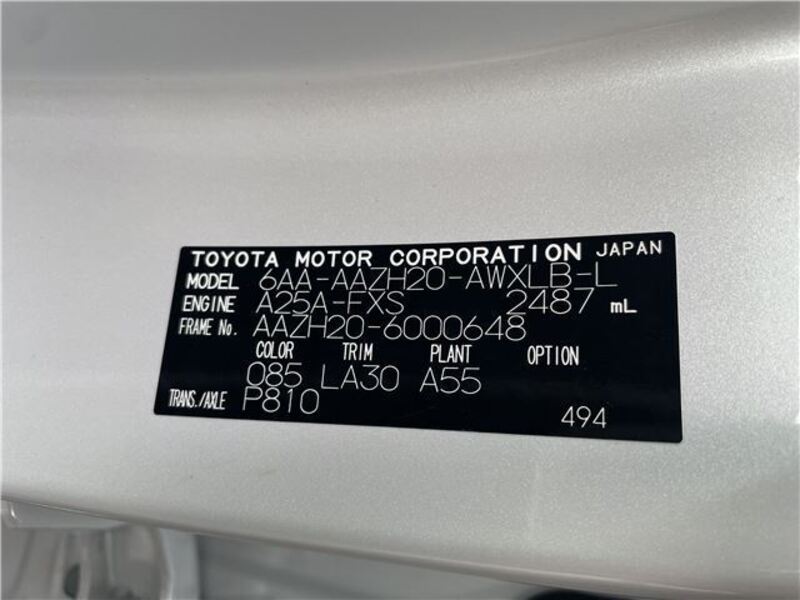 TOYOTA MOTOR CORPORATION JAPAN
MODEL 6AA-AAZH20-AWXLB-L
ENGINE A25A-FXS 2487 mL
FRAME No. AAZH20-6000648
COLOR TRIM PLANT OPTION
085 LA30 A55
TRANS./AXLE P810
494